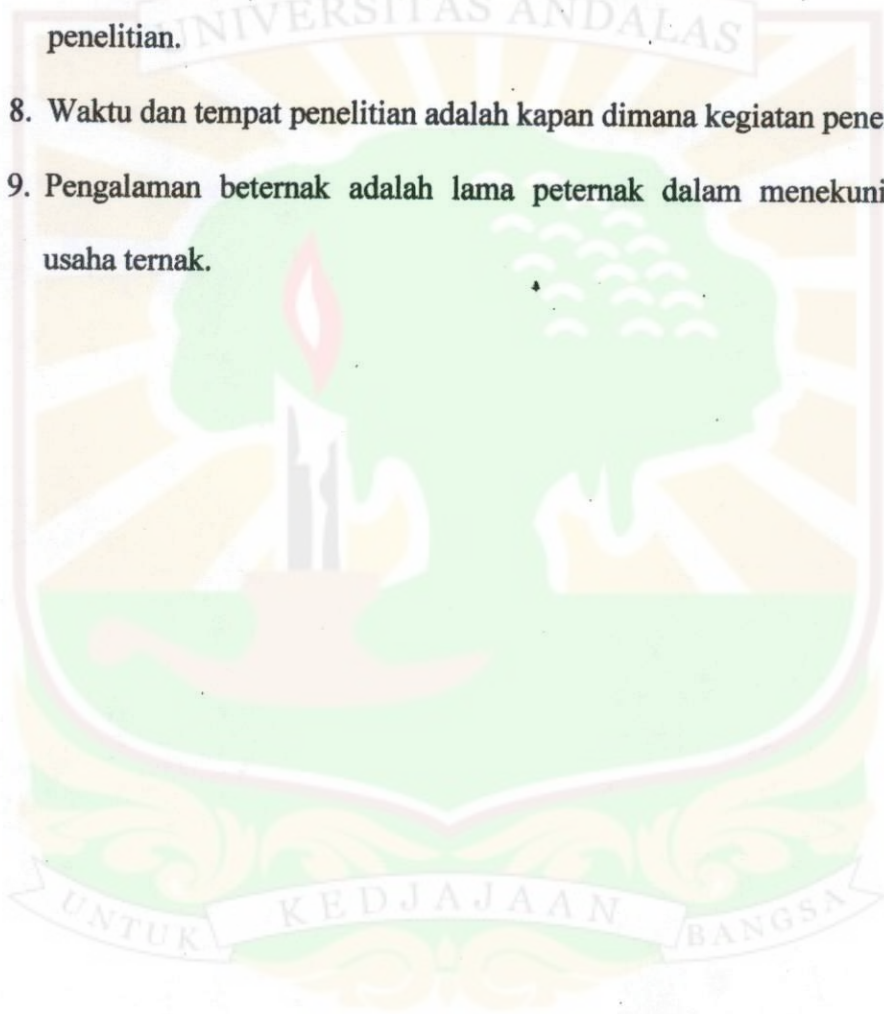 UNIVERSITAS ANDALAS
penelitian.
8. Waktu dan tempat penelitian adalah kapan dimana kegiatan pene
9. Pengalaman beternak adalah lama peternak dalam menekuni
usaha ternak.
UNTUK KEDJAJAAN BANGSA